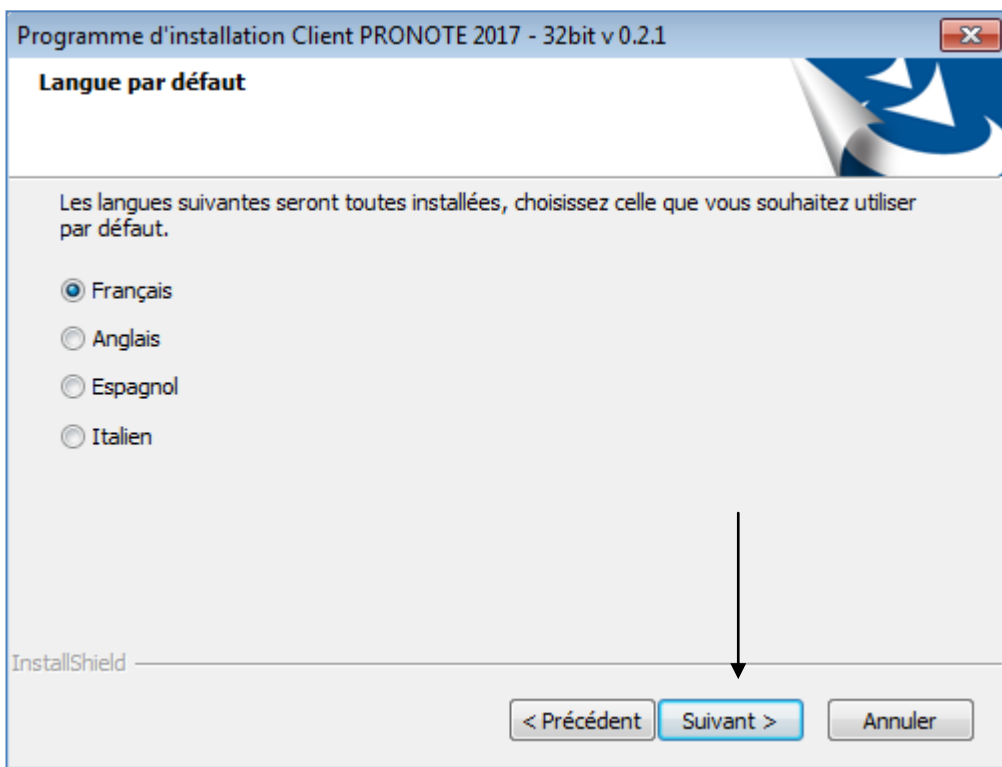 Programme d'installation Client PRONOTE 2017 - 32bit v 0.2.1
Langue par défaut
Les langues suivantes seront toutes installées, choisissez celle que vous souhaitez utiliser
par défaut.
Français
Anglais
Espagnol
Italien
InstallShield
< Précédent
Suivant >
Annuler